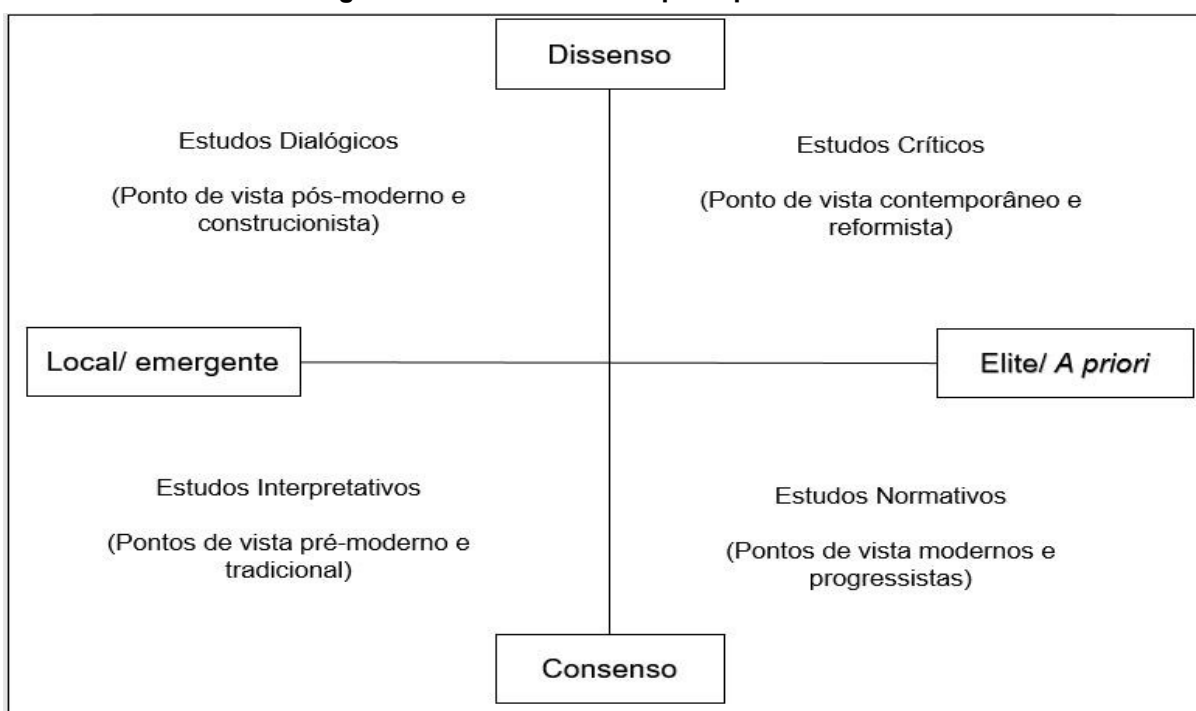 Dissenso
Estudos Dialógicos
(Ponto de vista pós-moderno e
construcionista)
Estudos Críticos
(Ponto de vista contemporâneo e
reformista)
Local/ emergente
Elite/ A priori
Estudos Interpretativos
(Pontos de vista pré-moderno e
tradicional)
Estudos Normativos
(Pontos de vista modernos e
progressistas)
Consenso